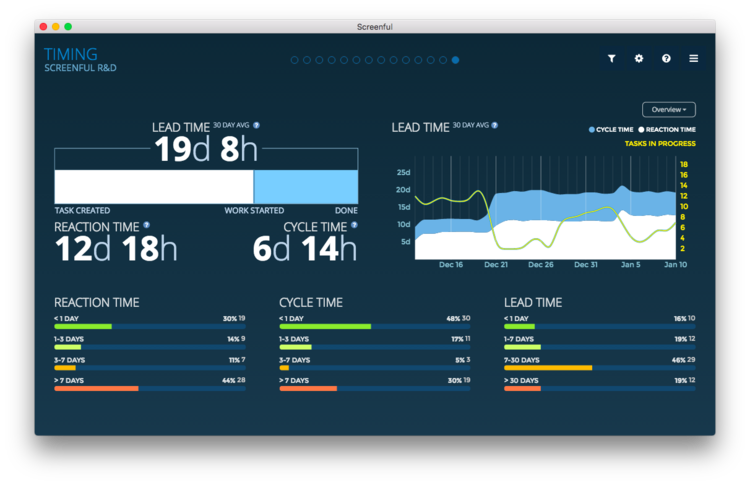 Screenful
TIMING
SCREENFUL R&D
Overview
LEAD TIME 30 DAY AVG ?
19d 8h
TASK CREATED WORK STARTED DONE
REACTION TIME ?
12d 18h
CYCLE TIME ?
6d 14h
LEAD TIME 30 DAY AVG ?
CYCLE TIME REACTION TIME
TASKS IN PROGRESS
25d
20d
15d
10d
5d
18
16
14
12
10
8
6
4
2
Dec 16 Dec 21 Dec 26 Dec 31 Jan 5 Jan 10
REACTION TIME
< 1 DAY 30% 19
1-3 DAYS 14% 9
3-7 DAYS 11% 7
> 7 DAYS 44% 28
CYCLE TIME
< 1 DAY 48% 30
1-3 DAYS 17% 11
3-7 DAYS 5% 3
> 7 DAYS 30% 19
LEAD TIME
< 1 DAY 16% 10
1-7 DAYS 19% 12
7-30 DAYS 46% 29
> 30 DAYS 19% 12